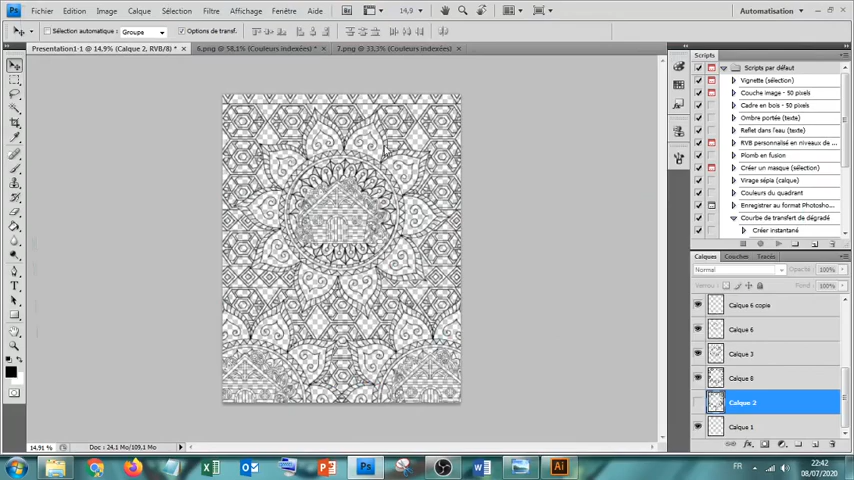 Fichier Edition Image Calque Sélection Filtre Affichage Fenêtre Aide Br 14,9 Automatisation
Sélection automatique: Groupe Options de transf.
Presentation1-1 @ 14,9% (Calque 2, RVB/8) * × 6.png @ 58,1% (Couleurs indexées) * × 7.png @ 33,3% (Couleurs indexées) ×
Scripts
Scripts par défaut
Vignette (sélection)
Couche image - 50 pixels
Cadre en bois - 50 pixels
Ombre portée (texte)
Reflet dans l'eau (texte)
RVB personnalisé en niveaux de ...
Plomb en fusion
Créer un masque (sélection)
Virage sépia (calque)
Couleurs du quadrant
Enregistrer au format Photosho...
Courbe de transfert de dégradé
Créer instantané
Calques Couches Tracés
Normal Opacité: 100%
Verrou : Fond : 100%
Calque 6 copie
Calque 6
Calque 3
Calque 8
Calque 2
Calque 1
14,91 % Doc : 24,1 Mo/109,1 Mo
FR 22:42
08/07/2020